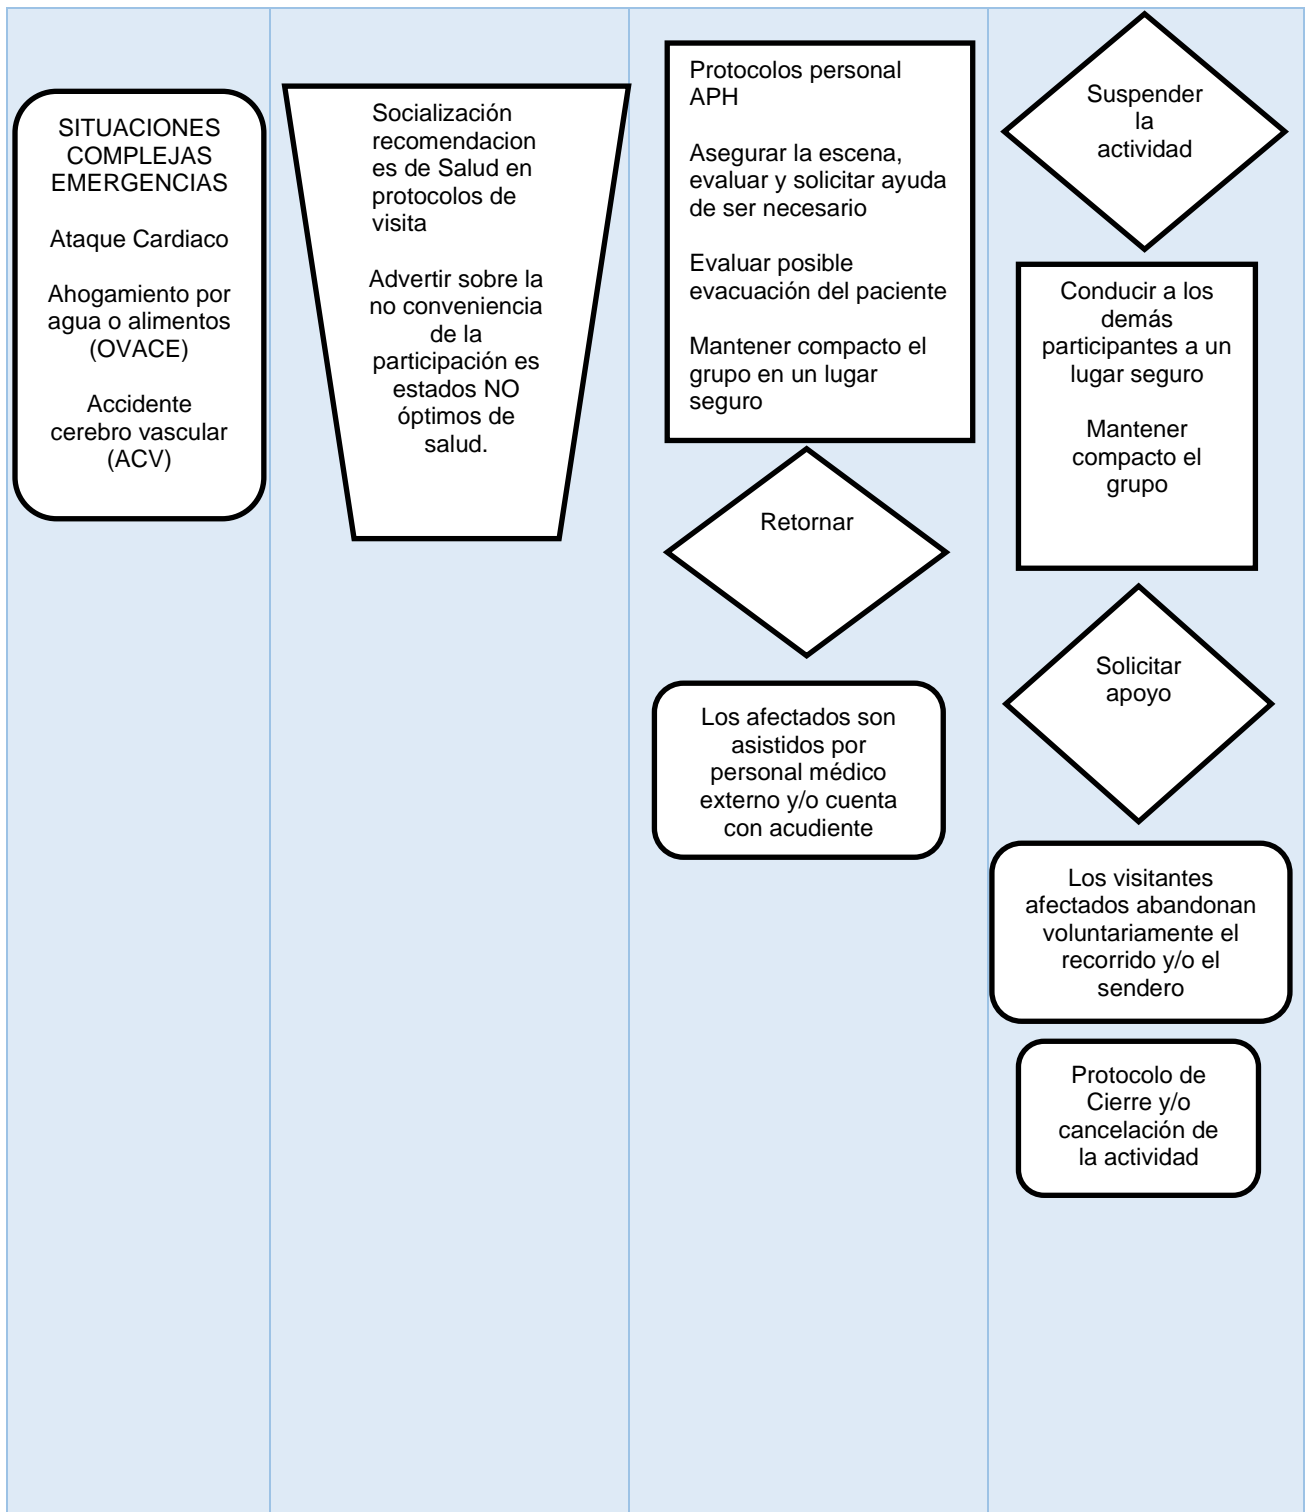 SITUACIONES
COMPLEJAS
EMERGENCIAS
Ataque Cardiaco
Ahogamiento por
agua o alimentos
(OVACE)
Accidente
cerebro vascular
(ACV)
Socialización
recomendacion
es de Salud en
protocolos de
visita
Advertir sobre la
no conveniencia
de la
participación es
estados NO
óptimos de
salud.
Protocolos personal
APH
Asegurar la escena,
evaluar y solicitar ayuda
de ser necesario
Evaluar posible
evacuación del paciente
Mantener compacto el
grupo en un lugar
seguro
Retornar
Los afectados son
asistidos por
personal médico
externo y/o cuenta
con acudiente
Suspender
la
actividad
Conducir a los
demás
participantes a un
lugar seguro
Mantener
compacto el
grupo
Solicitar
apoyo
Los visitantes
afectados abandonan
voluntariamente el
recorrido y/o el
sendero
Protocolo de
Cierre y/o
cancelación de
la actividad